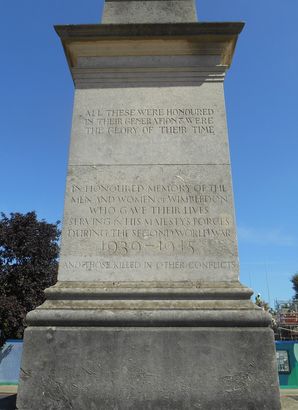 ALL THESE WERE HONOURED
IN THEIR GENERATION & WERE
THE GLORY OF THEIR TIME
IN HONOURED MEMORY OF THE
MEN AND WOMEN OF WIMBLEDON
WHO GAVE THEIR LIVES
SERVING IN HIS MAJESTY'S FORCES
DURING THE SECOND WORLD WAR
1939-1945
AND THOSE KILLED IN OTHER CONFLICTS